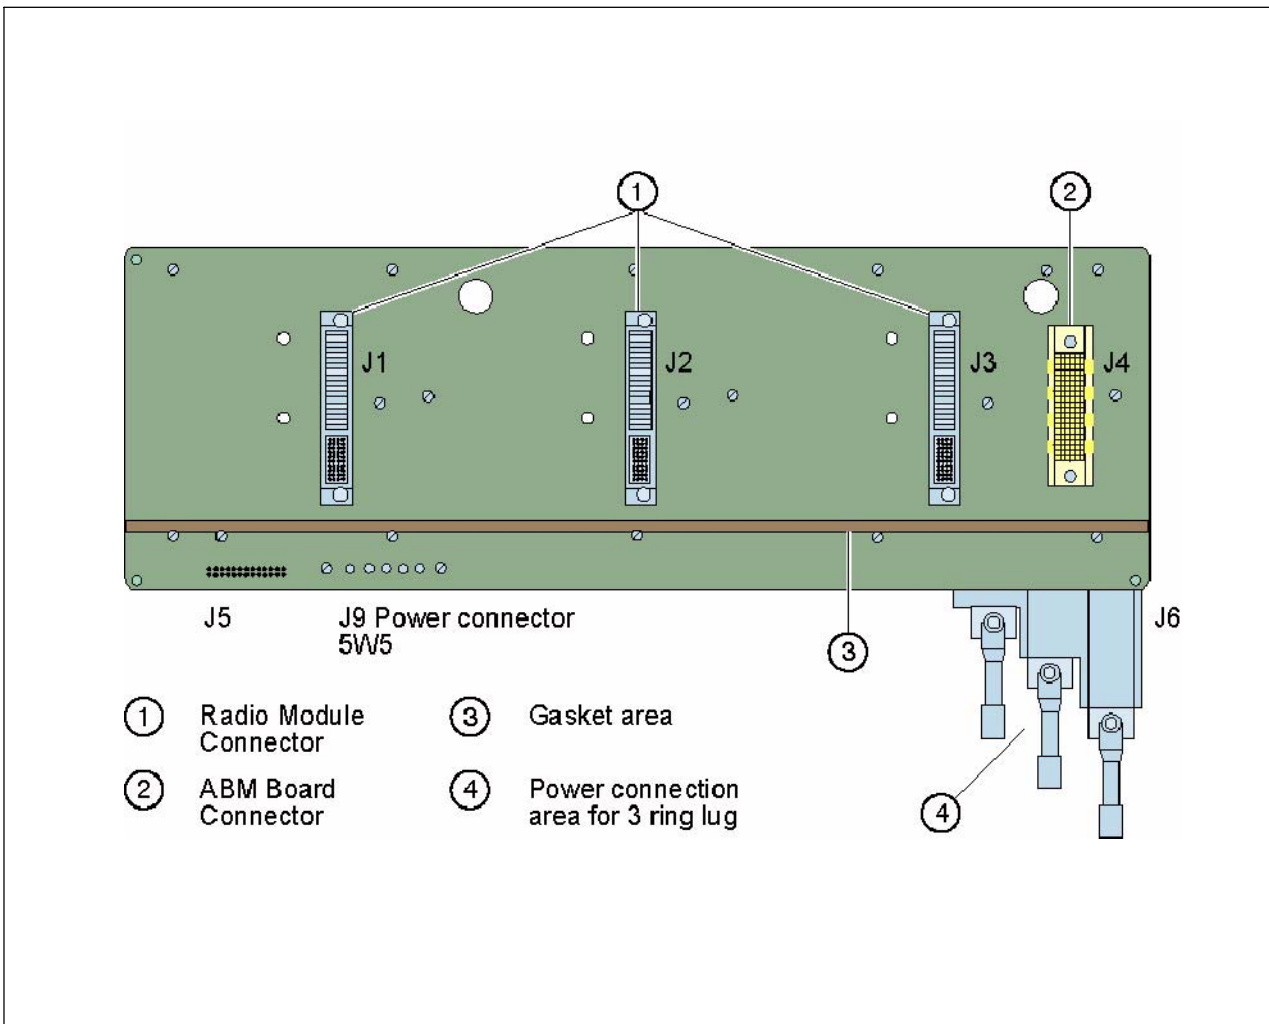 1
2
J1
J2
J3
J4
J5
J9 Power connector
5W5
3
J6
1 Radio Module
Connector
3 Gasket area
2 ABM Board
Connector
4 Power connection
area for 3 ring lug
4